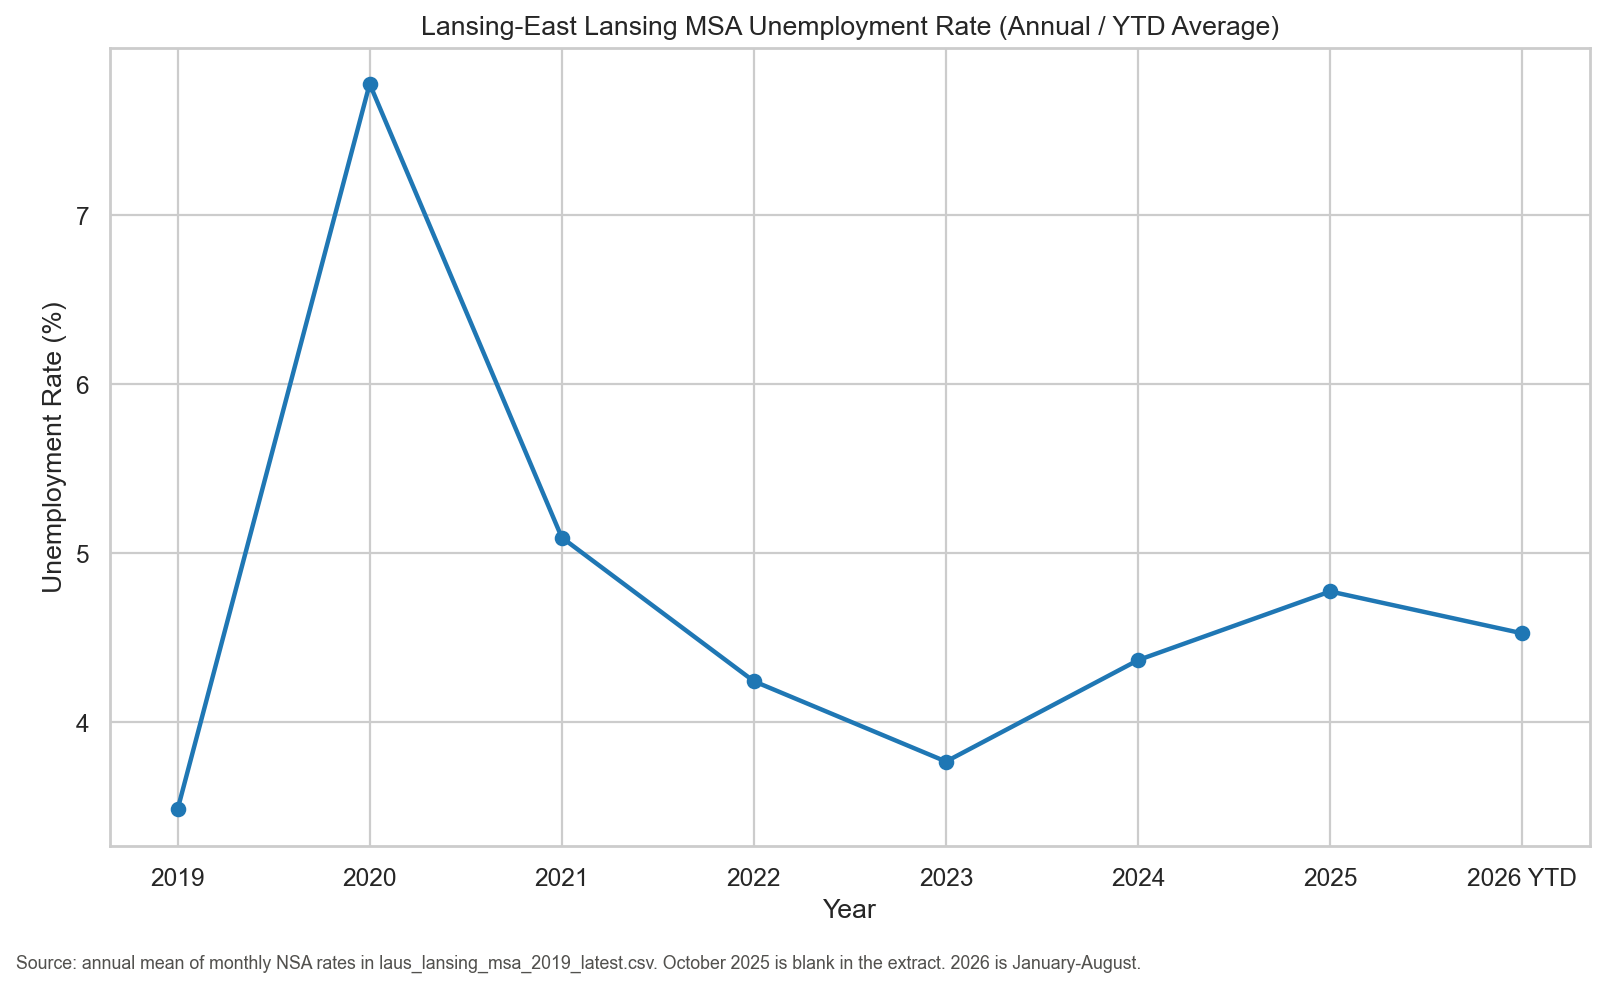 Lansing-East Lansing MSA Unemployment Rate (Annual / YTD Average)
Unemployment Rate (%)
7
6
5
4
2019 2020 2021 2022 2023 2024 2025 2026 YTD
Year
Source: annual mean of monthly NSA rates in laus_lansing_msa_2019_latest.csv. October 2025 is blank in the extract. 2026 is January-August.